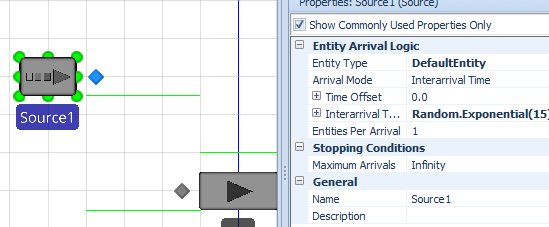 Properties: Source1 (Source)
Show Commonly Used Properties Only
Entity Arrival Logic
Entity Type DefaultEntity
Arrival Mode Interarrival Time
Time Offset 0.0
Interarrival T... Random.Exponential(15)
Entities Per Arrival 1
Stopping Conditions
Maximum Arrivals Infinity
General
Name Source1
Description
Source1